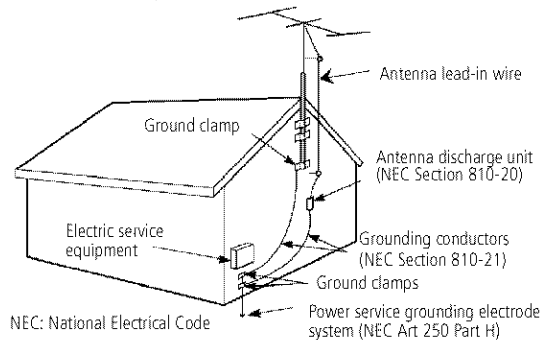 Antenna lead-in wire
Ground clamp
Antenna discharge unit
(NEC Section 810-20)
Electric service
equipment
Grounding conductors
(NEC Section 810-21)
Ground clamps
Power service grounding electrode
system (NEC Art 250 Part H)
NEC: National Electrical Code